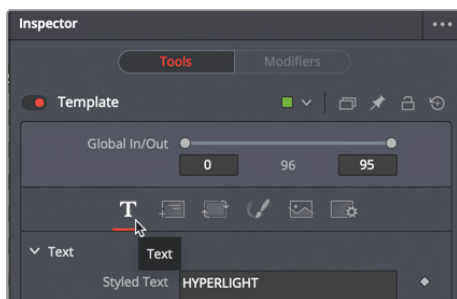 Inspector
Tools Modifiers
Template
Global In/Out
0 96 95
T
Text
Text
Styled Text HYPERLIGHT